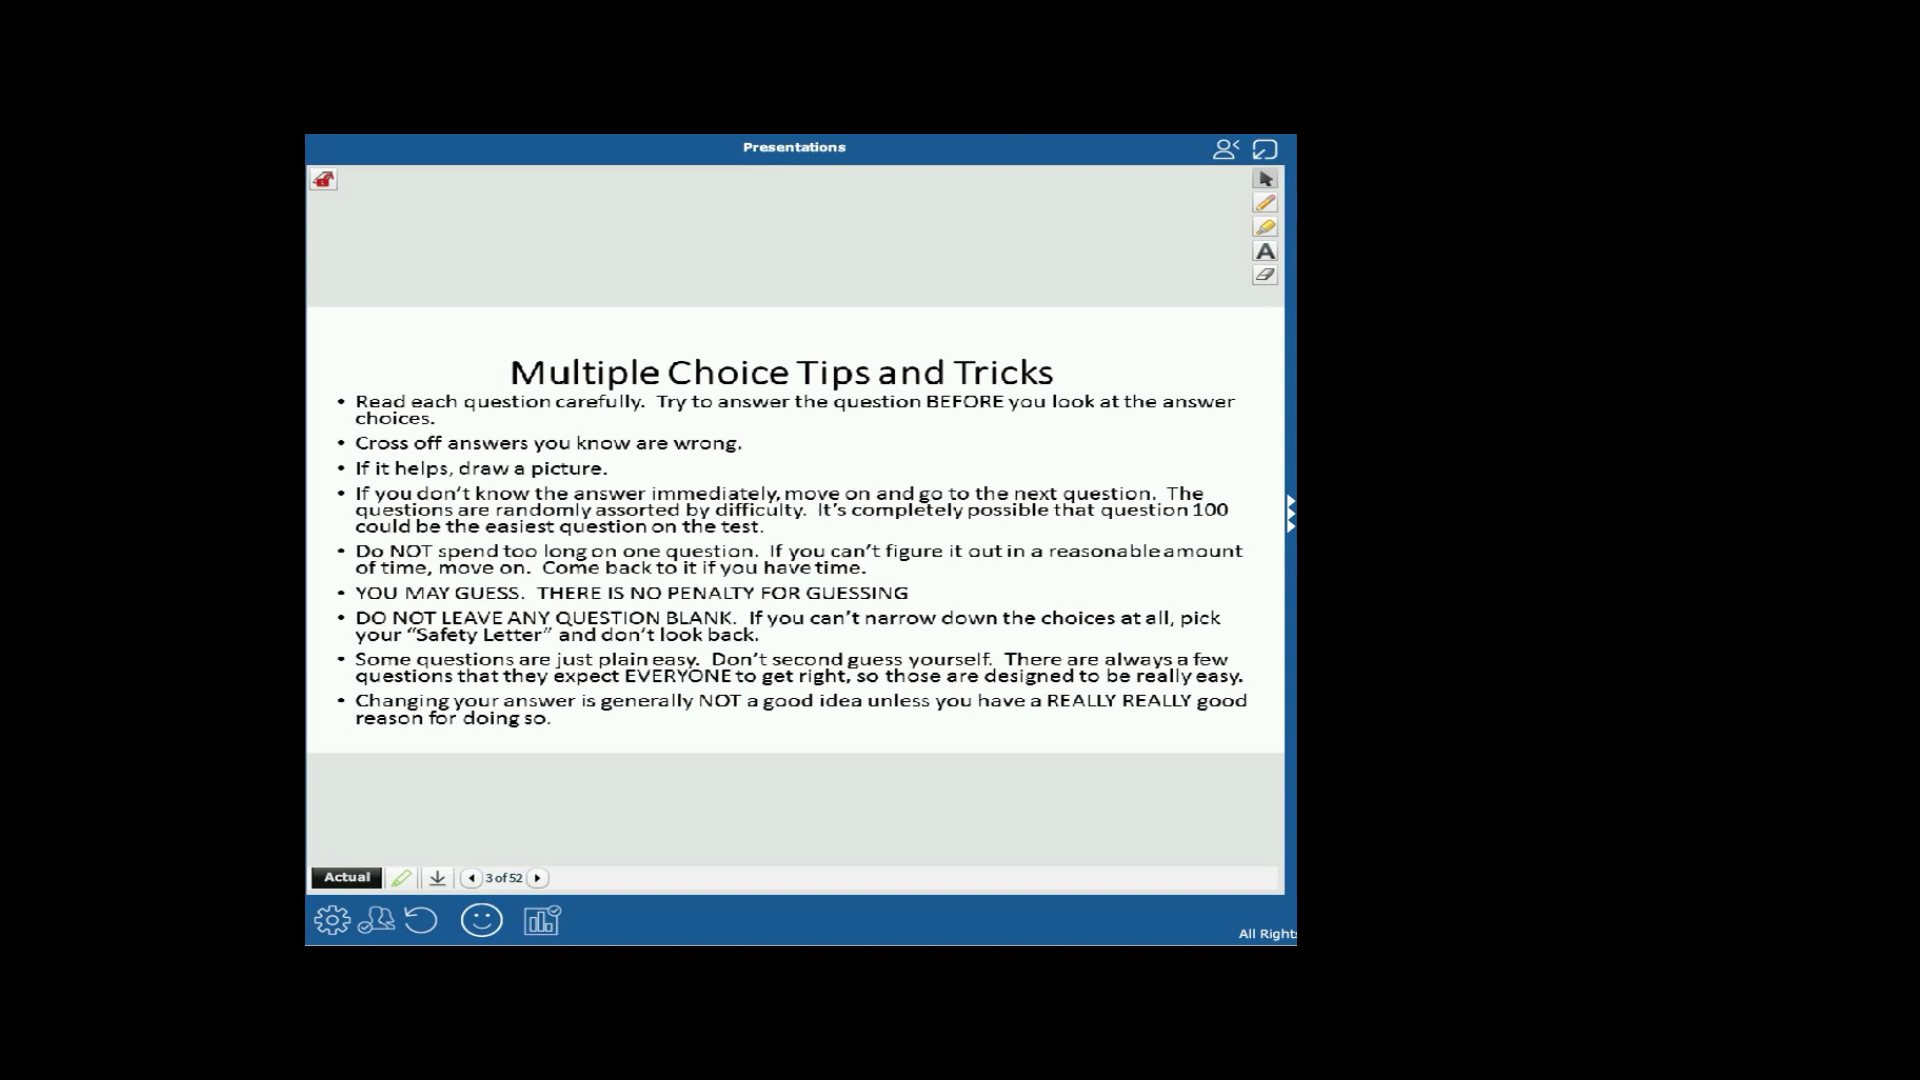 Presentations
A
Multiple Choice Tips and Tricks
• Read each question carefully. Try to answer the question BEFORE you look at the answer
choices.
• Cross off answers you know are wrong.
• If it helps, draw a picture.
• If you don't know the answer immediately, move on and go to the next question. The
questions are randomly assorted by difficulty. It's completely possible that question 100
could be the easiest question on the test.
• Do NOT spend too long on one question. If you can't figure it out in a reasonable amount
of time, move on. Come back to it if you have time.
• YOU MAY GUESS. THERE IS NO PENALTY FOR GUESSING
• DO NOT LEAVE ANY QUESTION BLANK. If you can't narrow down the choices at all, pick
your "Safety Letter" and don't look back.
• Some questions are just plain easy. Don't second guess yourself. There are always a few
questions that they expect EVERYONE to get right, so those are designed to be really easy.
• Changing your answer is generally NOT a good idea unless you have a REALLY REALLY good
reason for doing so.
Actual 3 of 52
All Right